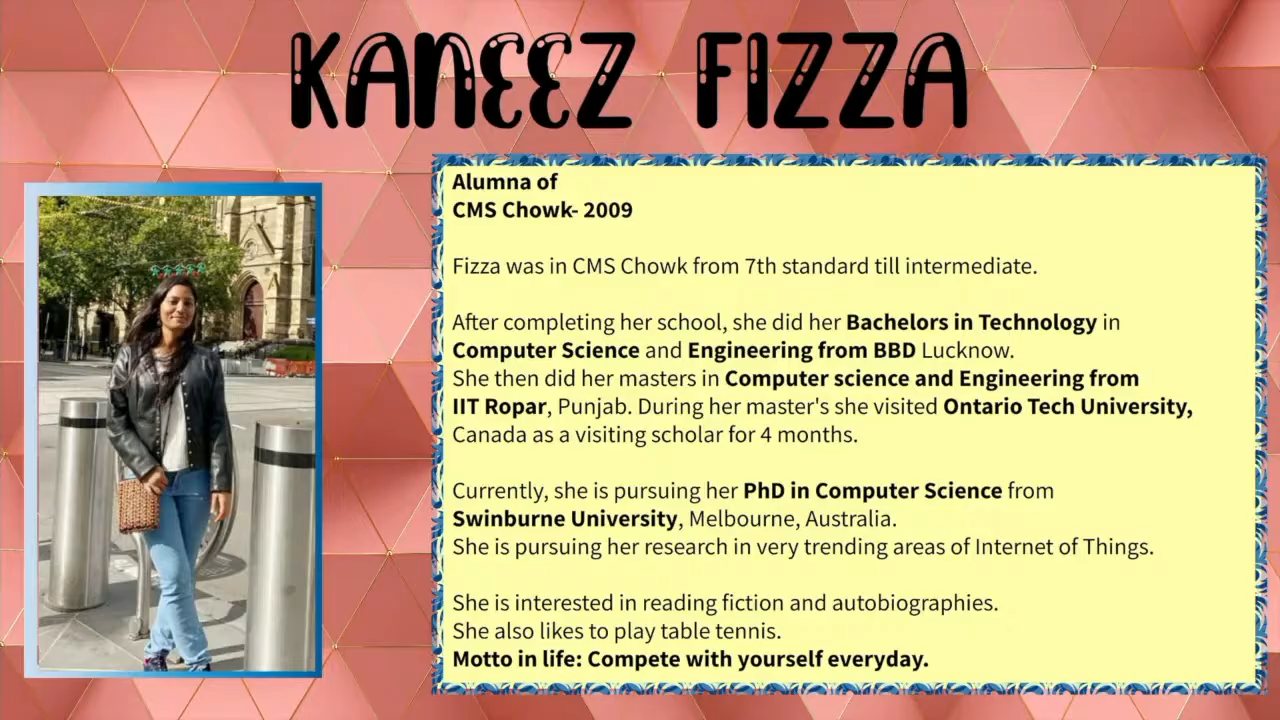 KANEEZ FIZZA
Alumna of
CMS Chowk- 2009
Fizza was in CMS Chowk from 7th standard till intermediate.
After completing her school, she did her Bachelors in Technology in
Computer Science and Engineering from BBD Lucknow.
She then did her masters in Computer science and Engineering from
IIT Ropar, Punjab. During her master's she visited Ontario Tech University,
Canada as a visiting scholar for 4 months.
Currently, she is pursuing her PhD in Computer Science from
Swinburne University, Melbourne, Australia.
She is pursuing her research in very trending areas of Internet of Things.
She is interested in reading fiction and autobiographies.
She also likes to play table tennis.
Motto in life: Compete with yourself everyday.